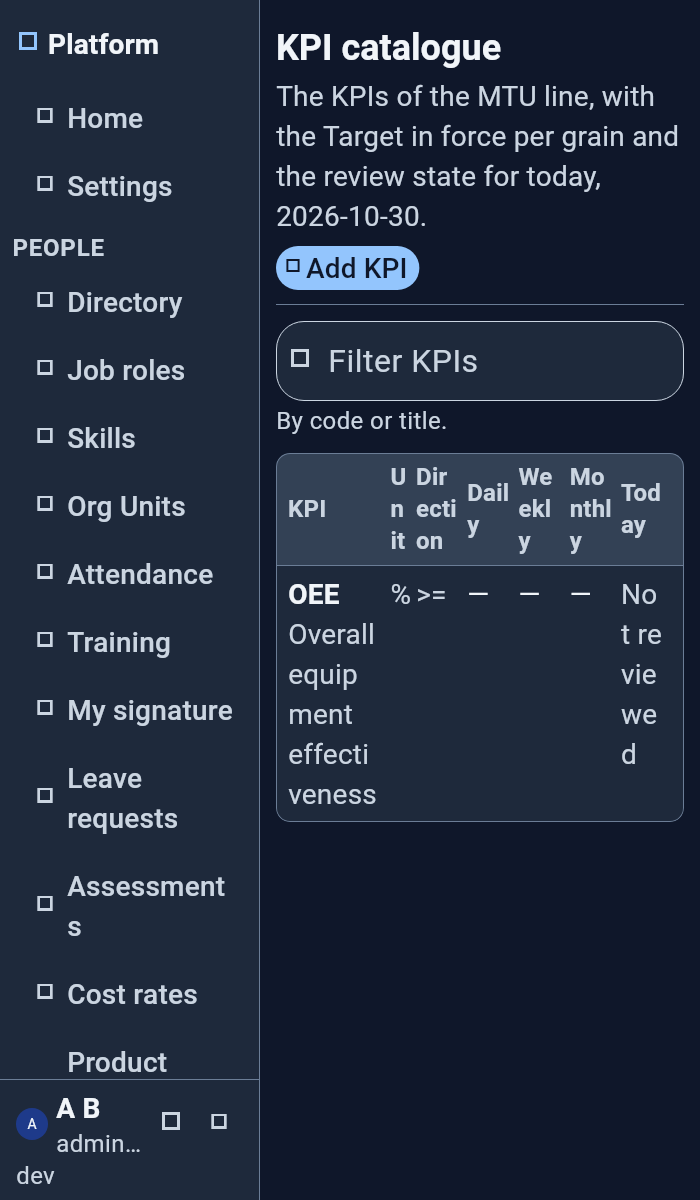 Platform
Home
Settings
PEOPLE
Directory
Job roles
Skills
Org Units
Attendance
Training
My signature
Leave
requests
Assessment
s
Cost rates
Product
A
A B
admin…
dev
KPI catalogue
The KPIs of the MTU line, with
the Target in force per grain and
the review state for today,
2026-10-30.
Add KPI
Filter KPIs
By code or title.
KPI
U
n
it
Dir
ecti
on
Dail
y
We
ekl
y
Mo
nthl
y
Tod
ay
OEE
Overall
equip
ment
effecti
veness
%
>=
—
—
—
No
t re
vie
we
d